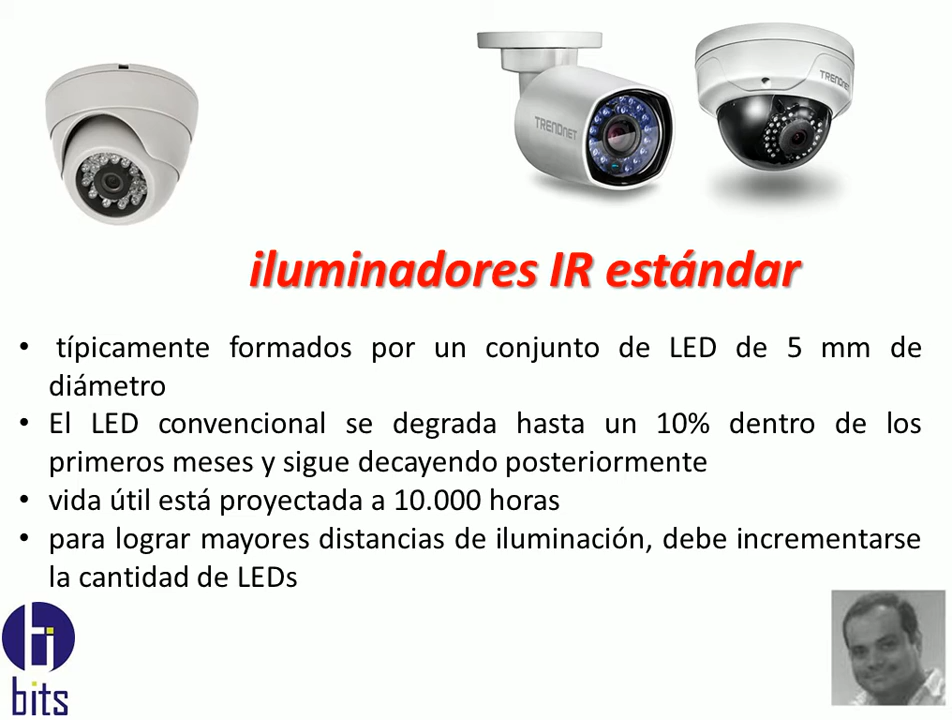 TRENDNET
TRENDNET
iluminadores IR estándar
• típicamente formados por un conjunto de LED de 5 mm de
diámetro
• El LED convencional se degrada hasta un 10% dentro de los
primeros meses y sigue decayendo posteriormente
• vida útil está proyectada a 10.000 horas
• para lograr mayores distancias de iluminación, debe incrementarse
la cantidad de LEDs
bits